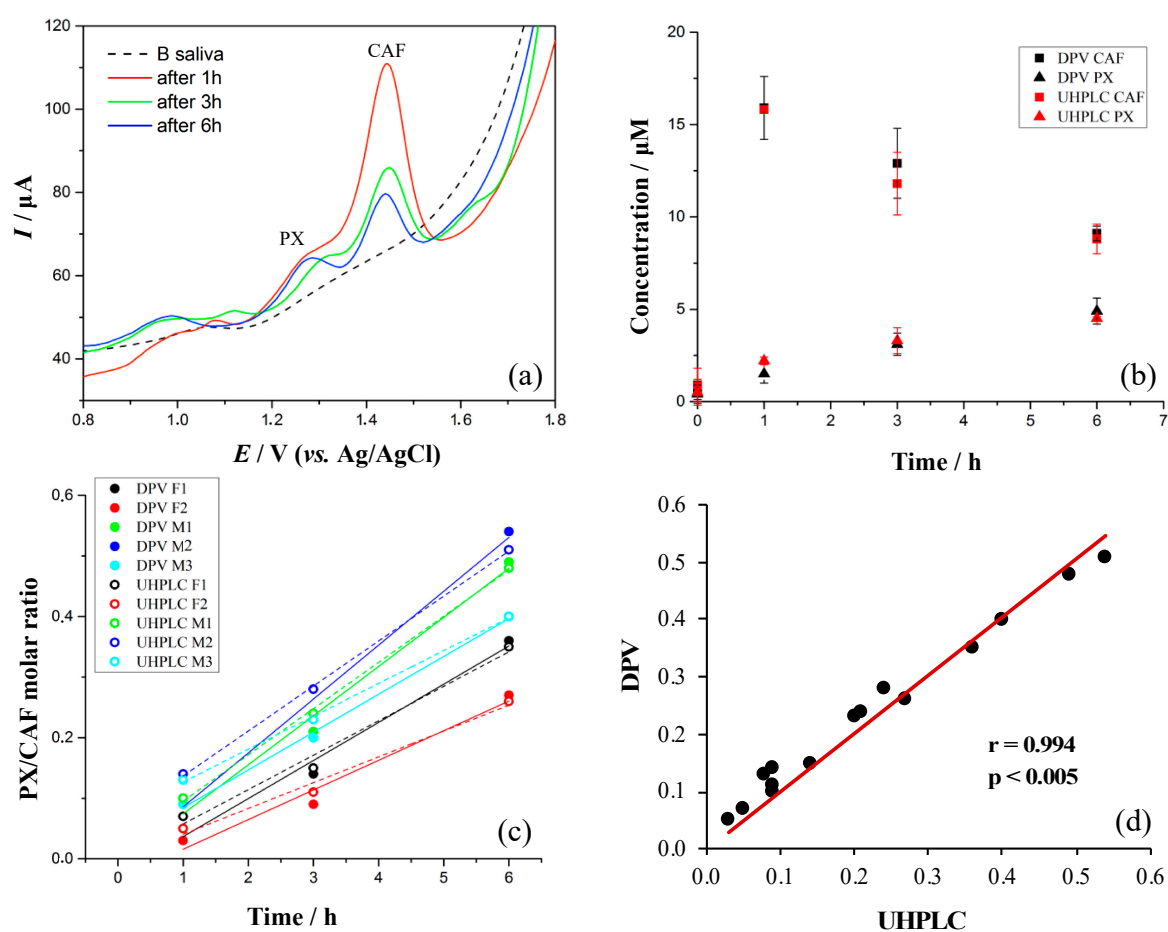 120
100
80
60
40
I / μA
B saliva
after 1h
after 3h
after 6h
CAF
PX
(a)
0.8 1.0 1.2 1.4 1.6 1.8
E / V (vs. Ag/AgCl)
20
15
10
5
0
Concentration / μM
DPV CAF
DPV PX
UHPLC CAF
UHPLC PX
(b)
0 1 2 3 4 5 6 7
Time / h
0,6
0.4
0.2
0.0
PX/CAF molar ratio
DPV F1
DPV F2
DPV M1
DPV M2
DPV M3
UHPLC F1
UHPLC F2
UHPLC M1
UHPLC M2
UHPLC M3
(c)
0 1 2 3 4 5 6
Time / h
0.6
0.5
0.4
0.3
0.2
0.1
0.0
DPV
r = 0.994
p < 0.005
(d)
0.0 0.1 0.2 0.3 0.4 0.5 0.6
UHPLC